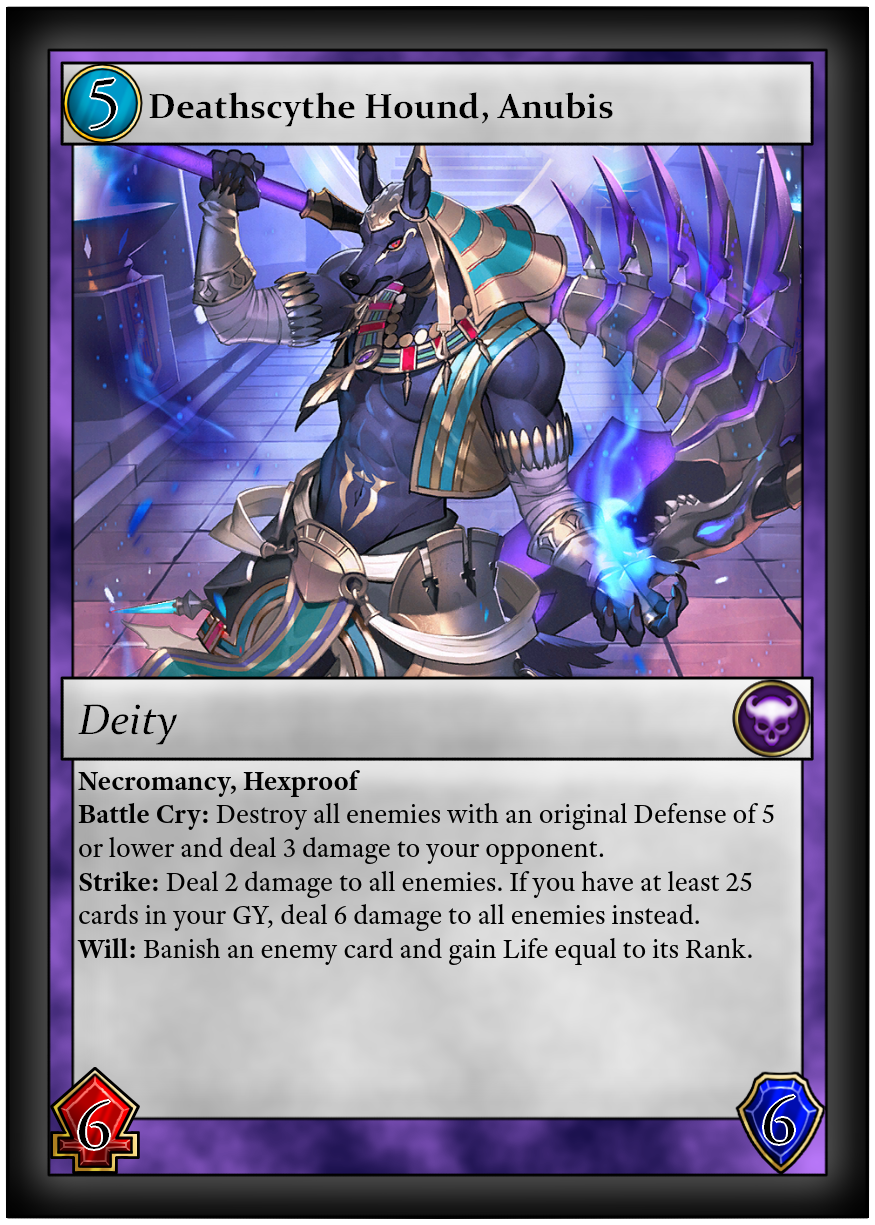 5
Deathscythe Hound, Anubis
Deity
Necromancy, Hexproof
Battle Cry: Destroy all enemies with an original Defense of 5
or lower and deal 3 damage to your opponent.
Strike: Deal 2 damage to all enemies. If you have at least 25
cards in your GY, deal 6 damage to all enemies instead.
Will: Banish an enemy card and gain Life equal to its Rank.
6
6